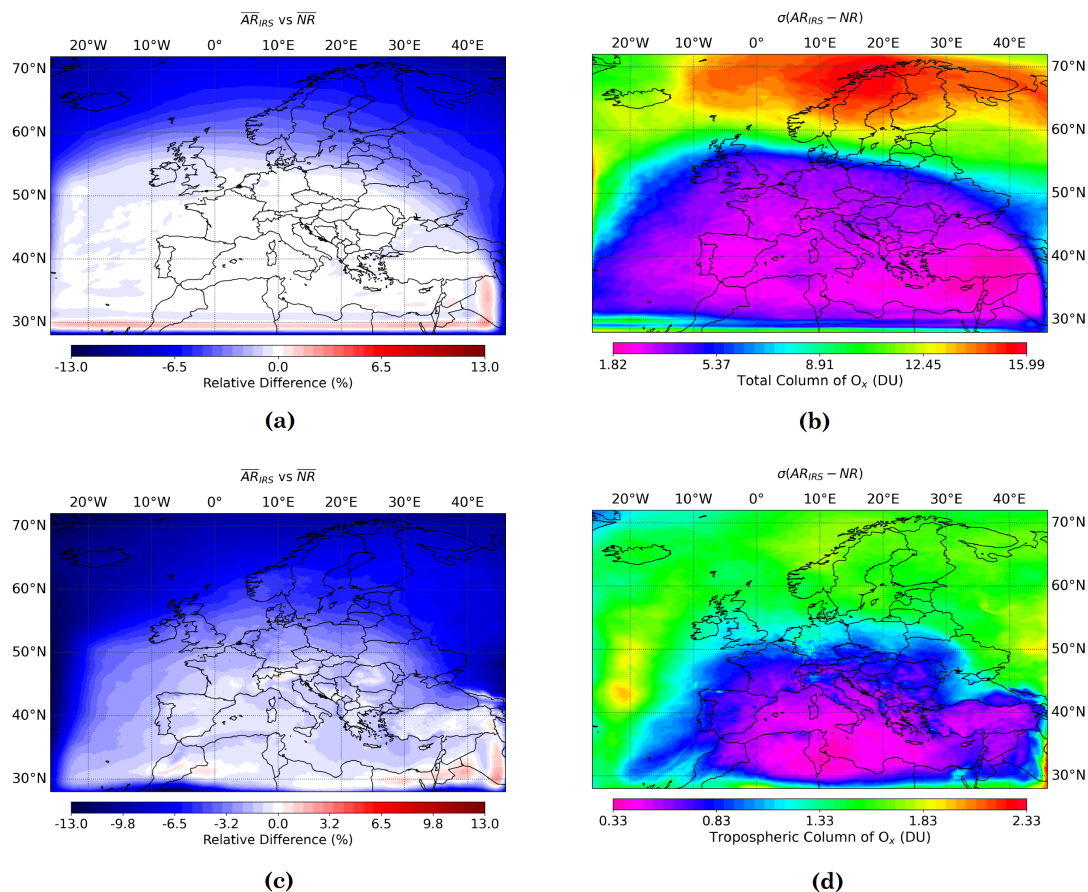 AR_IRS vs NR
20°W 10°W 0° 10°E 20°E 30°E 40°E
70°N
60°N
50°N
40°N
30°N
-13.0 -6.5 0.0 6.5 13.0
Relative Difference (%)
(a)
σ(AR_IRS − NR)
20°W 10°W 0° 10°E 20°E 30°E 40°E
70°N
60°N
50°N
40°N
30°N
1.82 5.37 8.91 12.45 15.99
Total Column of Oₓ (DU)
(b)
AR_IRS vs NR
20°W 10°W 0° 10°E 20°E 30°E 40°E
70°N
60°N
50°N
40°N
30°N
-13.0 -9.8 -6.5 -3.2 0.0 3.2 6.5 9.8 13.0
Relative Difference (%)
(c)
σ(AR_IRS − NR)
20°W 10°W 0° 10°E 20°E 30°E 40°E
70°N
60°N
50°N
40°N
30°N
0.33 0.83 1.33 1.83 2.33
Tropospheric Column of Oₓ (DU)
(d)